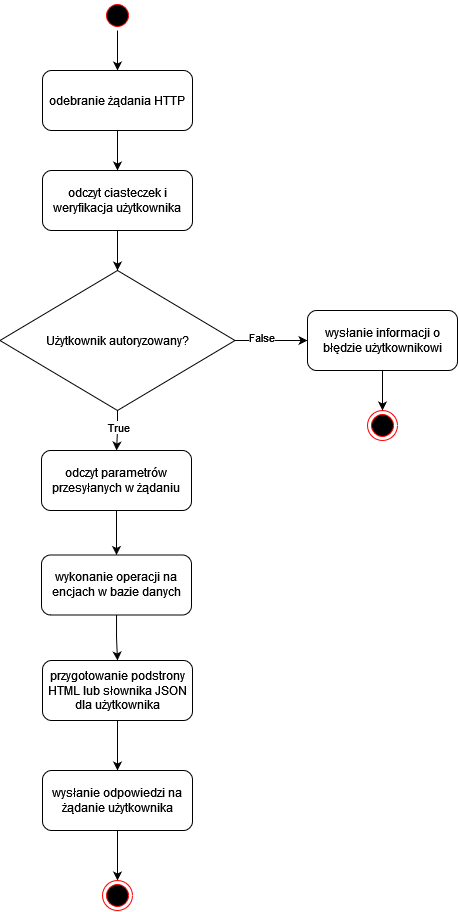 odebranie żądania HTTP
odczyt ciasteczek i
weryfikacja użytkownika
Użytkownik autoryzowany?
False
wysłanie informacji o
błędzie użytkownikowi
True
odczyt parametrów
przesyłanych w żądaniu
wykonanie operacji na
encjach w bazie danych
przygotowanie podstrony
HTML lub słownika JSON
dla użytkownika
wysłanie odpowiedzi na
żądanie użytkownika